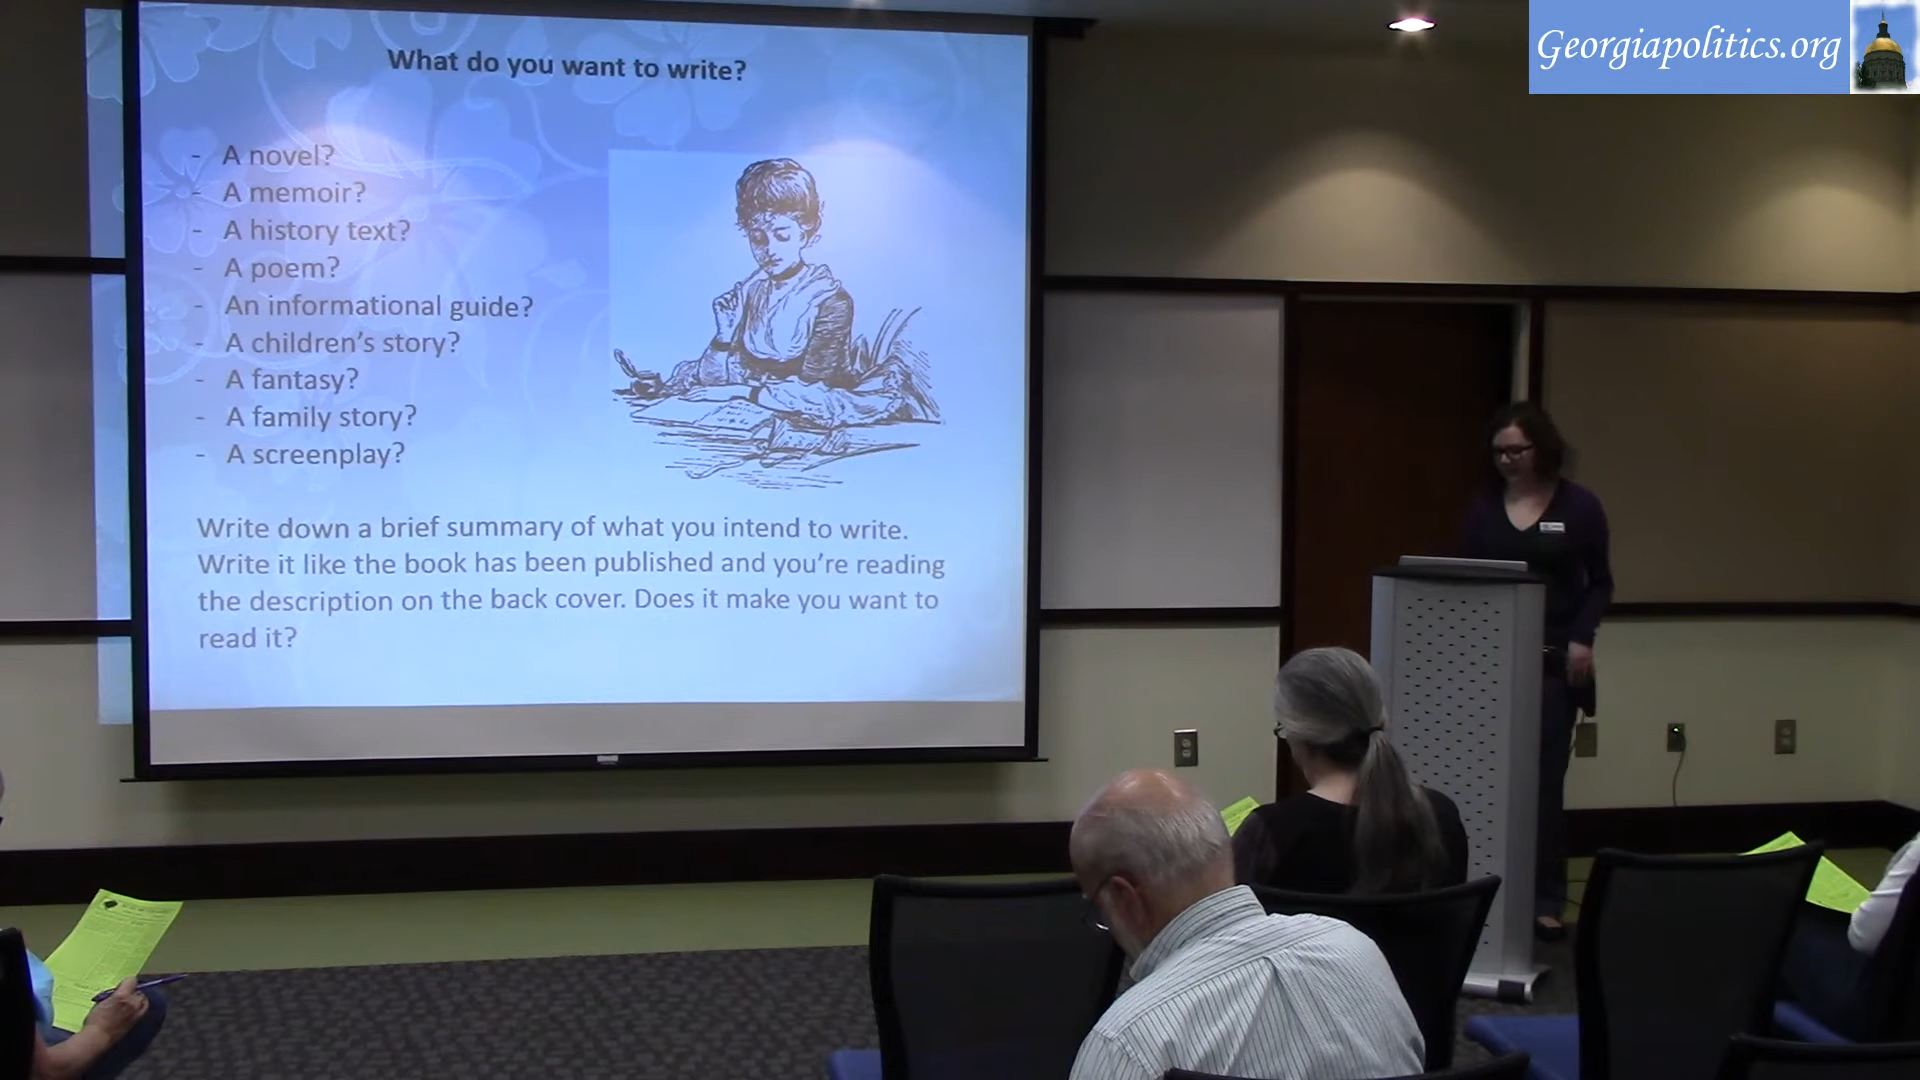 Georgiapolitics.org
What do you want to write?
- A novel?
- A memoir?
- A history text?
- A poem?
- An informational guide?
- A children's story?
- A fantasy?
- A family story?
- A screenplay?
Write down a brief summary of what you intend to write.
Write it like the book has been published and you're reading
the description on the back cover. Does it make you want to
read it?